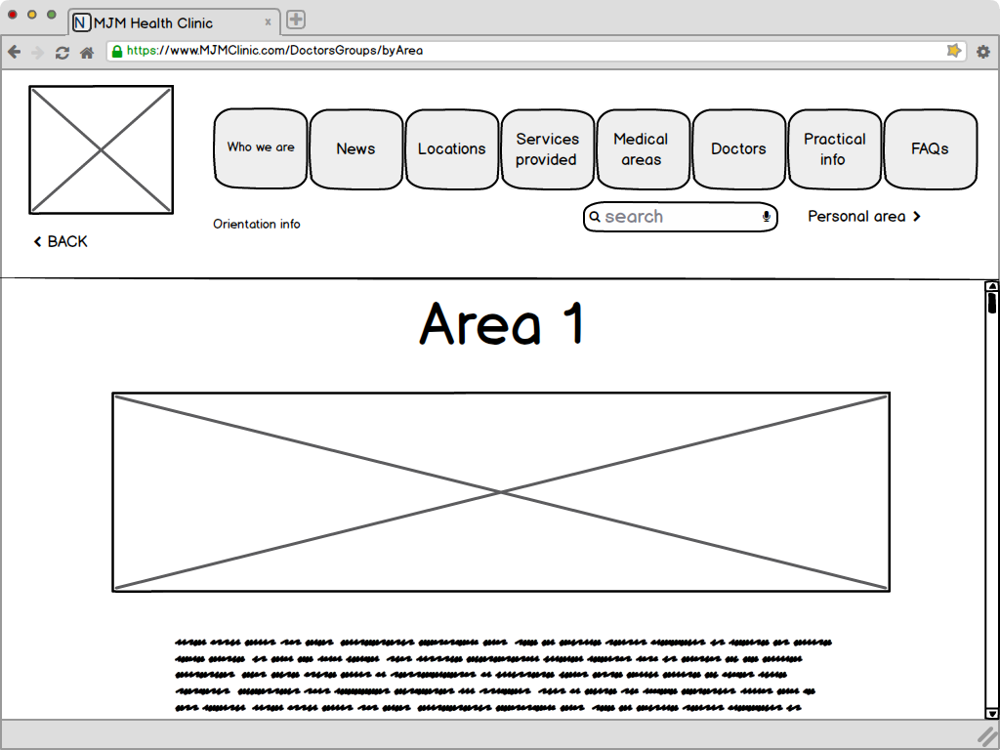 N MJM Health Clinic x
https://www.MJMClinic.com/DoctorsGroups/byArea
Who we are
News
Locations
Services
provided
Medical
areas
Doctors
Practical
info
FAQs
Orientation info
search
Personal area
BACK
Area 1